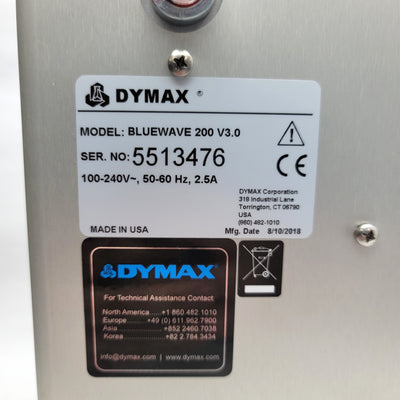 DYMAX ®
MODEL: BLUEWAVE 200 V3.0
SER. NO: 5513476
100-240V~, 50-60 Hz, 2.5A
CE
DYMAX Corporation
318 Industrial Lane
Torrington, CT 06790
USA
(860) 482-1010
MADE IN USA
Mfg. Date 8/10/2018
DYMAX
For Technical Assistance Contact
North America.....+1 860 482 1010
Europe..........+49 (0) 611 962 7900
Asia................+852 2460 7038
Korea...............+82 2 784 3434
info@dymax.com | www.dymax.com